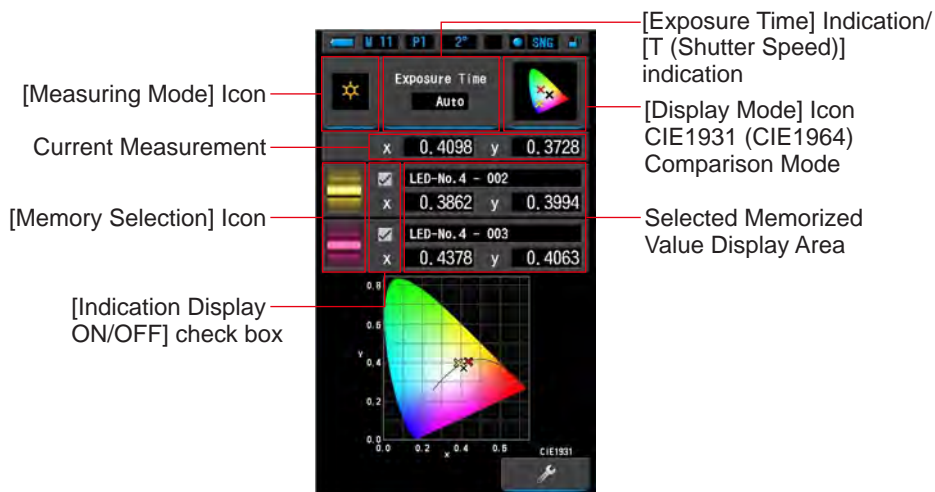 [Exposure Time] Indication/
[T (Shutter Speed)]
indication
M 11 P1 2° SNG
[Measuring Mode] Icon
Exposure Time
Auto
[Display Mode] Icon
CIE1931 (CIE1964)
Comparison Mode
Current Measurement
x 0.4098 y 0.3728
[Memory Selection] Icon
LED-No.4 - 002
x 0.3862 y 0.3994
LED-No.4 - 003
x 0.4378 y 0.4063
Selected Memorized
Value Display Area
[Indication Display
ON/OFF] check box
0.8
0.6
y
0.4
0.2
0.0
0.0 0.2 x 0.4 0.6
CIE1931